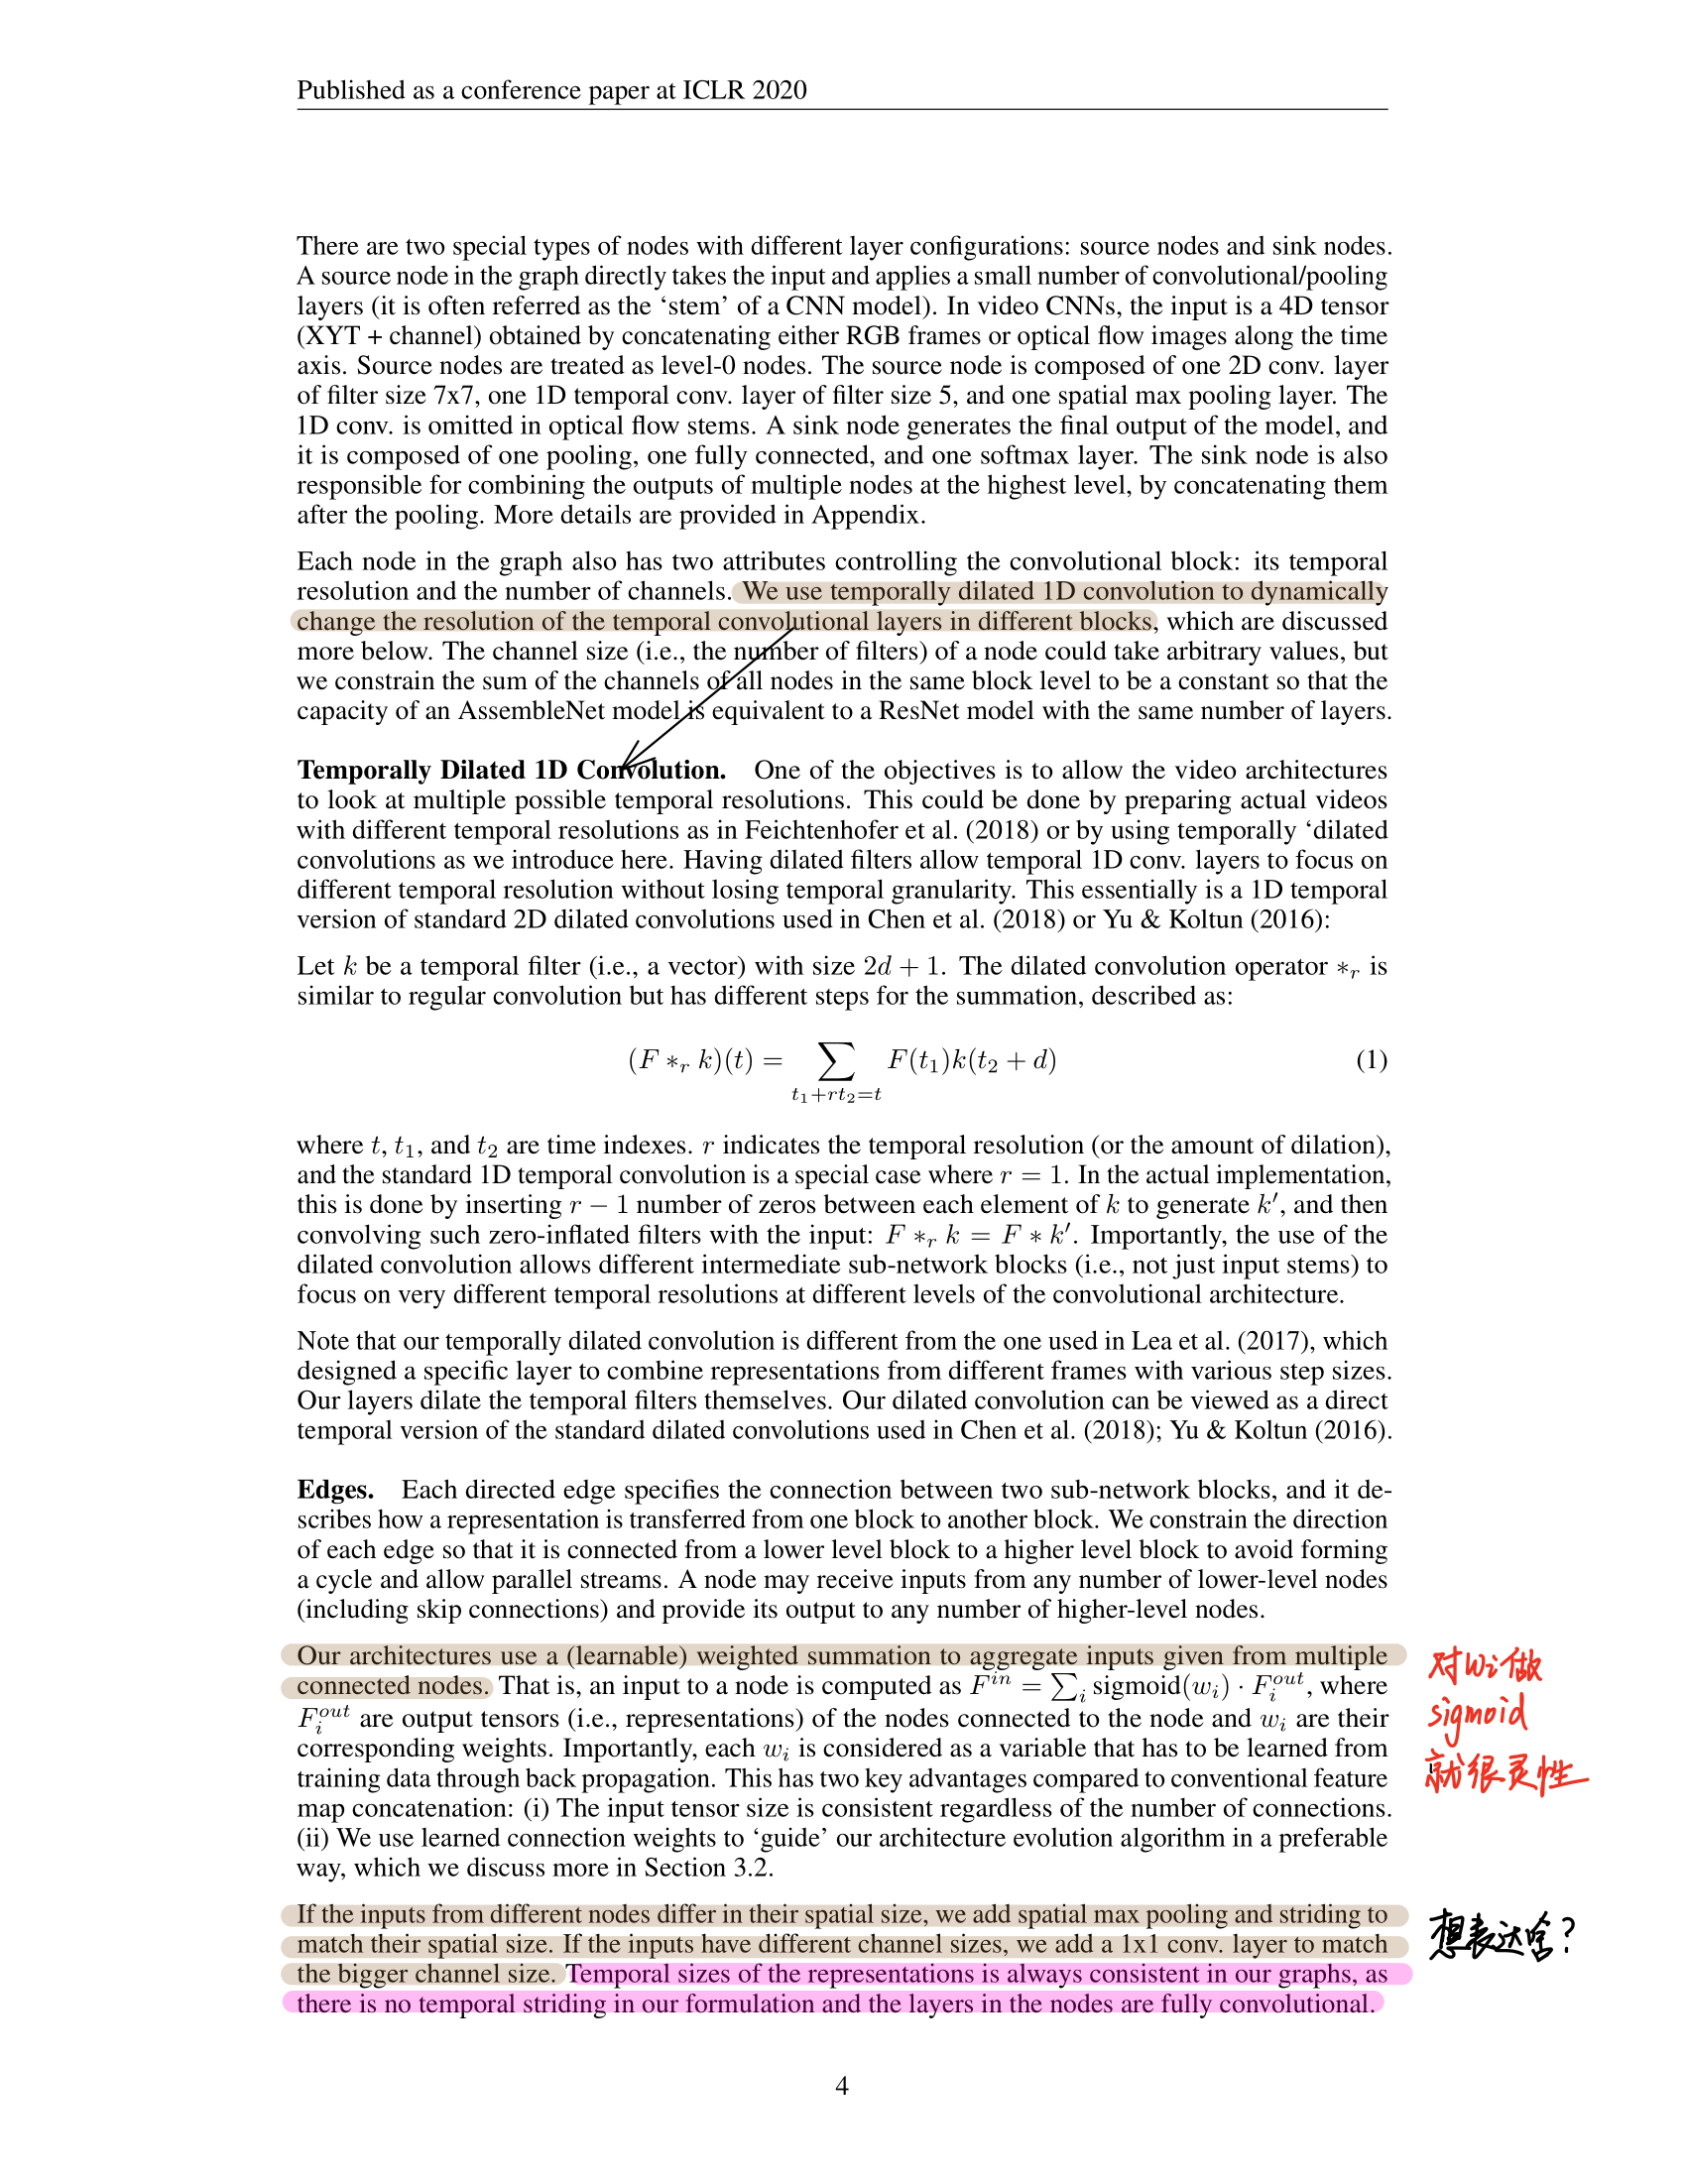 Published as a conference paper at ICLR 2020
There are two special types of nodes with different layer configurations: source nodes and sink nodes.
A source node in the graph directly takes the input and applies a small number of convolutional/pooling
layers (it is often referred as the ‘stem’ of a CNN model). In video CNNs, the input is a 4D tensor
(XYT + channel) obtained by concatenating either RGB frames or optical flow images along the time
axis. Source nodes are treated as level-0 nodes. The source node is composed of one 2D conv. layer
of filter size 7x7, one 1D temporal conv. layer of filter size 5, and one spatial max pooling layer. The
1D conv. is omitted in optical flow stems. A sink node generates the final output of the model, and
it is composed of one pooling, one fully connected, and one softmax layer. The sink node is also
responsible for combining the outputs of multiple nodes at the highest level, by concatenating them
after the pooling. More details are provided in Appendix.
Each node in the graph also has two attributes controlling the convolutional block: its temporal
resolution and the number of channels. We use temporally dilated 1D convolution to dynamically
change the resolution of the temporal convolutional layers in different blocks, which are discussed
more below. The channel size (i.e., the number of filters) of a node could take arbitrary values, but
we constrain the sum of the channels of all nodes in the same block level to be a constant so that the
capacity of an AssembleNet model is equivalent to a ResNet model with the same number of layers.
Temporally Dilated 1D Convolution. One of the objectives is to allow the video architectures
to look at multiple possible temporal resolutions. This could be done by preparing actual videos
with different temporal resolutions as in Feichtenhofer et al. (2018) or by using temporally ‘dilated
convolutions as we introduce here. Having dilated filters allow temporal 1D conv. layers to focus on
different temporal resolution without losing temporal granularity. This essentially is a 1D temporal
version of standard 2D dilated convolutions used in Chen et al. (2018) or Yu & Koltun (2016):
Let k be a temporal filter (i.e., a vector) with size 2d + 1. The dilated convolution operator ∗r is
similar to regular convolution but has different steps for the summation, described as:
(F ∗r k)(t) = ∑ t1+rt2=t F(t1)k(t2 + d) (1)
where t, t1, and t2 are time indexes. r indicates the temporal resolution (or the amount of dilation),
and the standard 1D temporal convolution is a special case where r = 1. In the actual implementation,
this is done by inserting r − 1 number of zeros between each element of k to generate k′, and then
convolving such zero-inflated filters with the input: F ∗r k = F ∗ k′. Importantly, the use of the
dilated convolution allows different intermediate sub-network blocks (i.e., not just input stems) to
focus on very different temporal resolutions at different levels of the convolutional architecture.
Note that our temporally dilated convolution is different from the one used in Lea et al. (2017), which
designed a specific layer to combine representations from different frames with various step sizes.
Our layers dilate the temporal filters themselves. Our dilated convolution can be viewed as a direct
temporal version of the standard dilated convolutions used in Chen et al. (2018); Yu & Koltun (2016).
Edges. Each directed edge specifies the connection between two sub-network blocks, and it de-
scribes how a representation is transferred from one block to another block. We constrain the direction
of each edge so that it is connected from a lower level block to a higher level block to avoid forming
a cycle and allow parallel streams. A node may receive inputs from any number of lower-level nodes
(including skip connections) and provide its output to any number of higher-level nodes.
Our architectures use a (learnable) weighted summation to aggregate inputs given from multiple
connected nodes. That is, an input to a node is computed as F^in = ∑i sigmoid(wi) · Fi^out, where
Fi^out are output tensors (i.e., representations) of the nodes connected to the node and wi are their
corresponding weights. Importantly, each wi is considered as a variable that has to be learned from
training data through back propagation. This has two key advantages compared to conventional feature
map concatenation: (i) The input tensor size is consistent regardless of the number of connections.
(ii) We use learned connection weights to ‘guide’ our architecture evolution algorithm in a preferable
way, which we discuss more in Section 3.2.
对wi做
sigmoid
就很灵性
If the inputs from different nodes differ in their spatial size, we add spatial max pooling and striding to
match their spatial size. If the inputs have different channel sizes, we add a 1x1 conv. layer to match
the bigger channel size. Temporal sizes of the representations is always consistent in our graphs, as
there is no temporal striding in our formulation and the layers in the nodes are fully convolutional.
想表达啥?
4